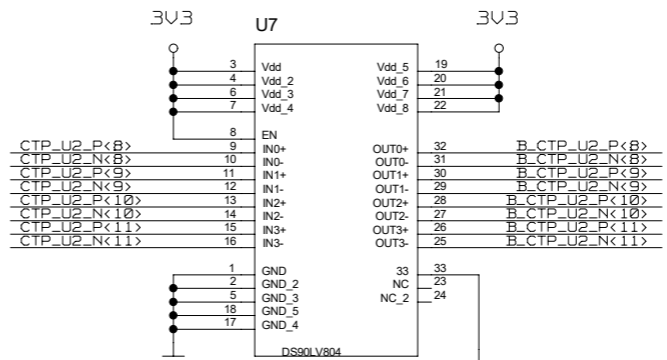 3V3 U7 3V3
3 Vdd Vdd_5 19
4 Vdd_2 Vdd_6 20
6 Vdd_3 Vdd_7 21
7 Vdd_4 Vdd_8 22
8 EN
CTP_U2_P<8> 9 IN0+ OUT0+ 32 B_CTP_U2_P<8>
CTP_U2_N<8> 10 IN0- OUT0- 31 B_CTP_U2_N<8>
CTP_U2_P<9> 11 IN1+ OUT1+ 30 B_CTP_U2_P<9>
CTP_U2_N<9> 12 IN1- OUT1- 29 B_CTP_U2_N<9>
CTP_U2_P<10> 13 IN2+ OUT2+ 28 B_CTP_U2_P<10>
CTP_U2_N<10> 14 IN2- OUT2- 27 B_CTP_U2_N<10>
CTP_U2_P<11> 15 IN3+ OUT3+ 26 B_CTP_U2_P<11>
CTP_U2_N<11> 16 IN3- OUT3- 25 B_CTP_U2_N<11>
1 GND 33 33
2 GND_2 NC 23
5 GND_3 NC_2 24
18 GND_5
17 GND_4
DS90LV804